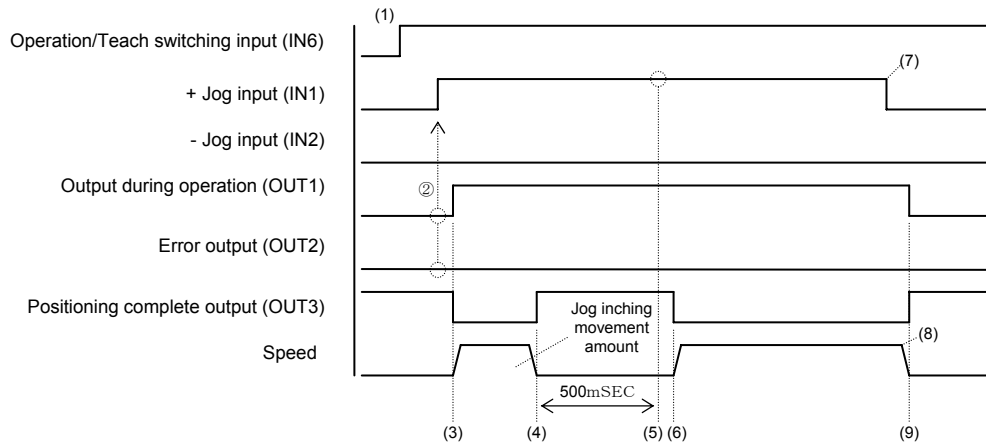 (1)
Operation/Teach switching input (IN6)
(7)
+ Jog input (IN1)
- Jog input (IN2)
Output during operation (OUT1)
②
Error output (OUT2)
Positioning complete output (OUT3)
Jog inching
movement
amount
Speed
(8)
500mSEC
(3)
(4)
(5)
(6)
(9)